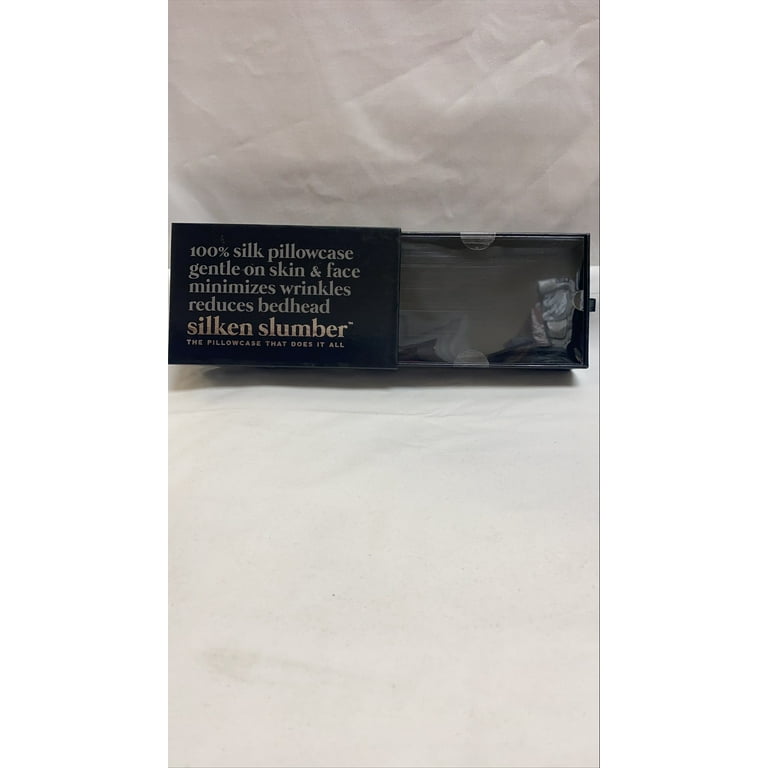 100% silk pillowcase
gentle on skin & face
minimizes wrinkles
reduces bedhead
silken slumber™
THE PILLOWCASE THAT DOES IT ALL